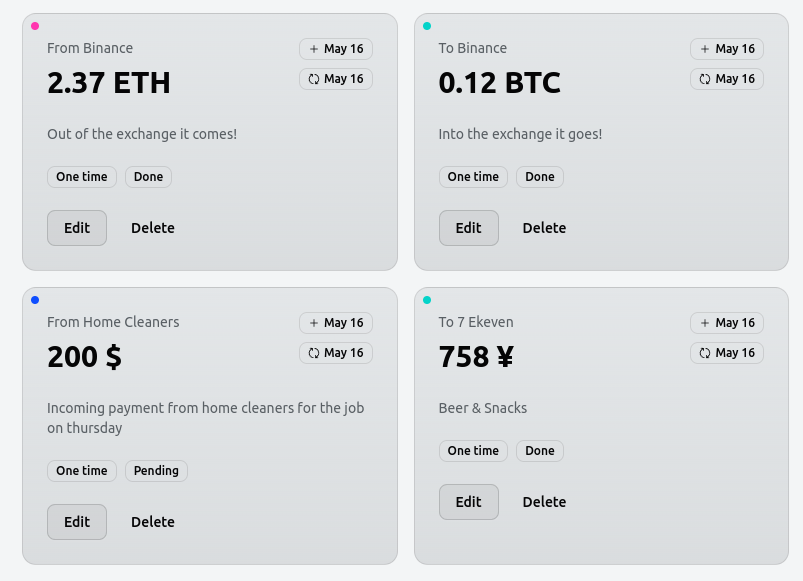 From Binance
+ May 16
2.37 ETH
May 16
Out of the exchange it comes!
One time
Done
Edit
Delete
To Binance
+ May 16
0.12 BTC
May 16
Into the exchange it goes!
One time
Done
Edit
Delete
From Home Cleaners
+ May 16
200 $
May 16
Incoming payment from home cleaners for the job
on thursday
One time
Pending
Edit
Delete
To 7 Ekeven
+ May 16
758 ¥
May 16
Beer & Snacks
One time
Done
Edit
Delete